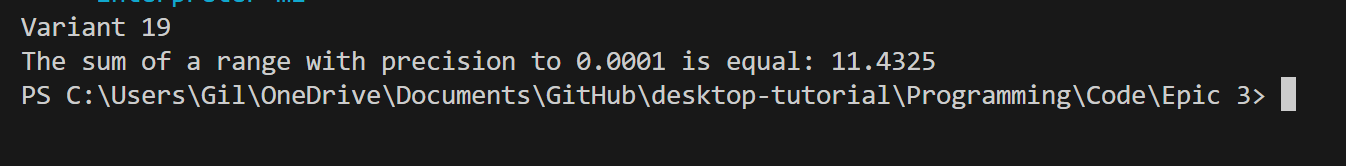 Variant 19
The sum of a range with precision to 0.0001 is equal: 11.4325
PS C:\Users\Gil\OneDrive\Documents\GitHub\desktop-tutorial\Programming\Code\Epic 3>